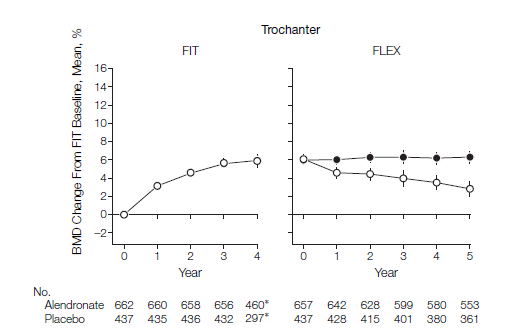 Trochanter
FIT
FLEX
BMD Change From FIT Baseline, Mean, %
16
14
12
10
8
6
4
2
0
–2
0 1 2 3 4
Year
0 1 2 3 4 5
Year
No.
Alendronate 662 660 658 656 460* 657 642 628 599 580 553
Placebo 437 435 436 432 297* 437 428 415 401 380 361